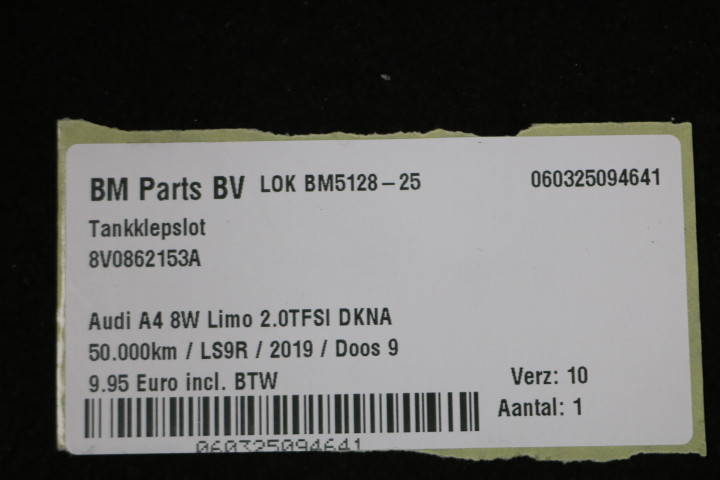 BM Parts BV LOK BM5128-25 060325094641
Tankklepslot
8V0862153A
Audi A4 8W Limo 2.0TFSI DKNA
50.000km / LS9R / 2019 / Doos 9
9.95 Euro incl. BTW Verz: 10
Aantal: 1
060325094641